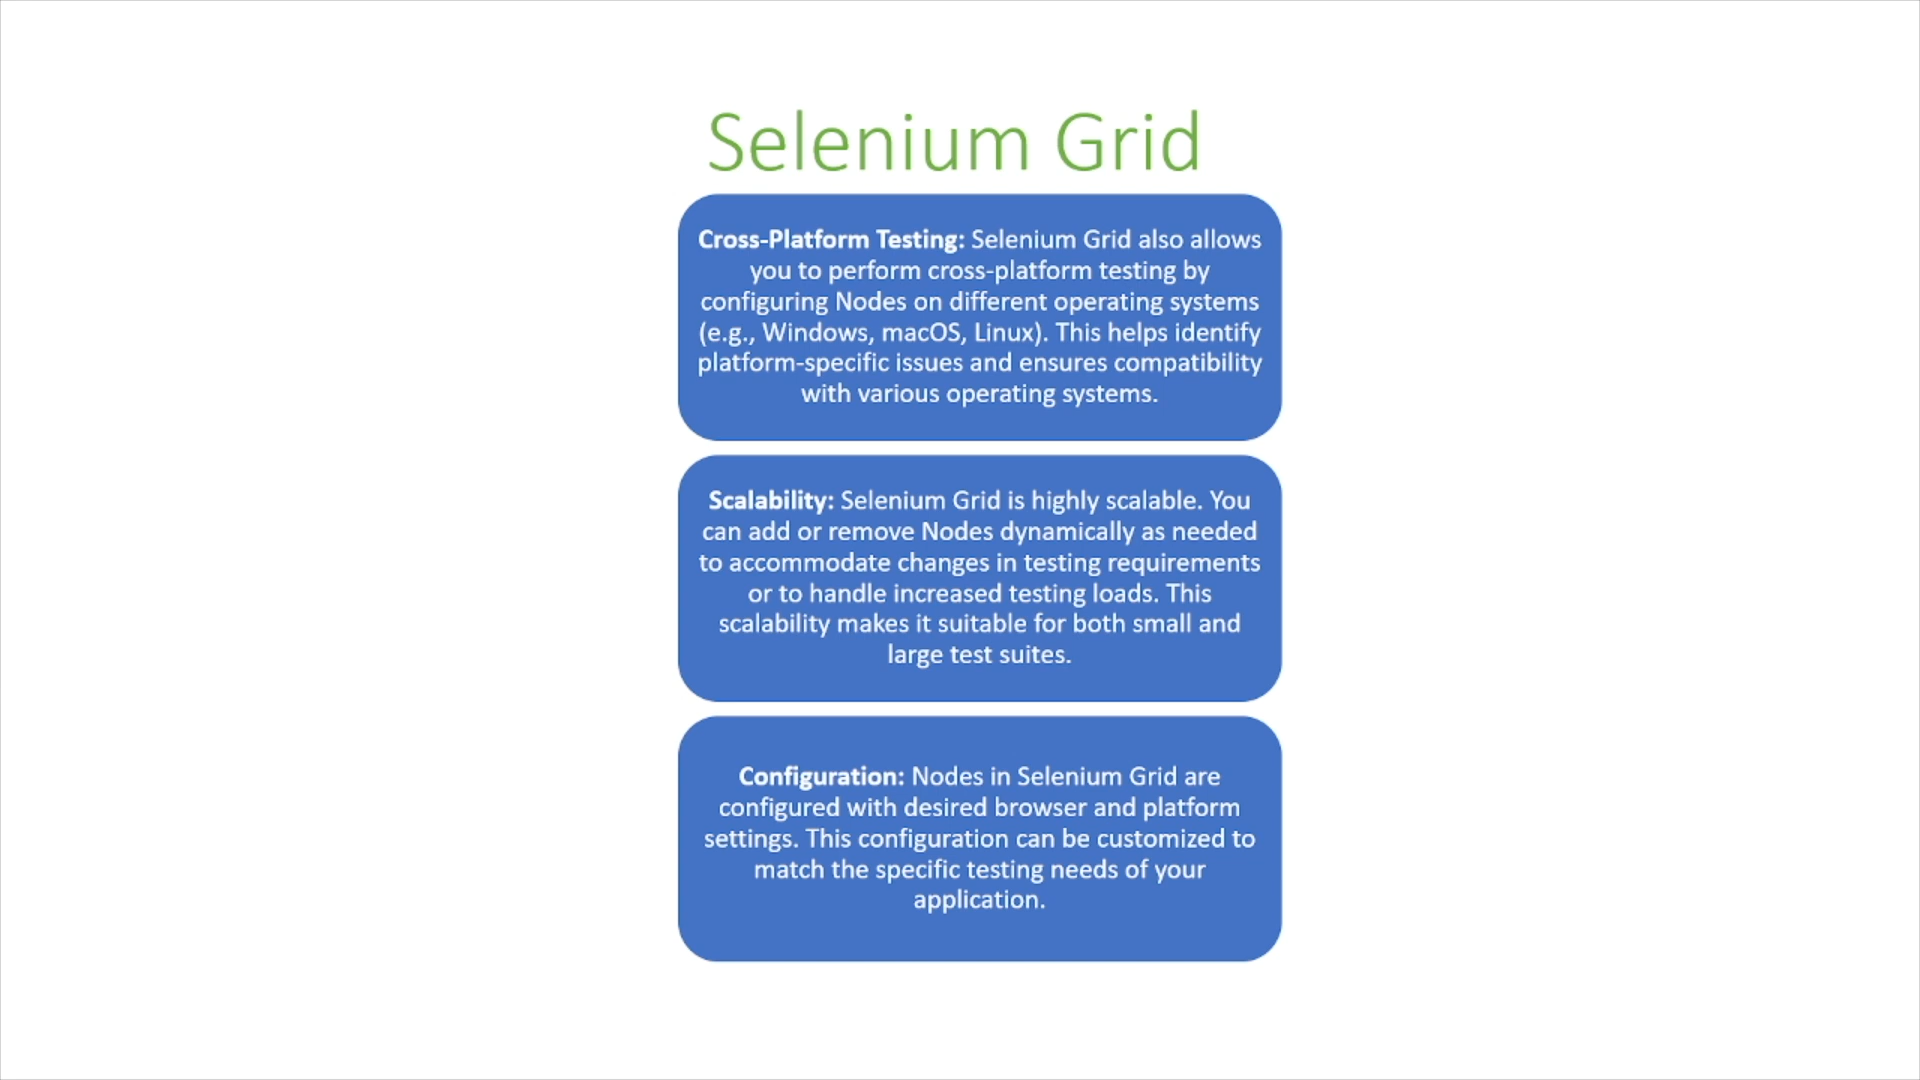 Selenium Grid
Cross-Platform Testing: Selenium Grid also allows
you to perform cross-platform testing by
configuring Nodes on different operating systems
(e.g., Windows, macOS, Linux). This helps identify
platform-specific issues and ensures compatibility
with various operating systems.
Scalability: Selenium Grid is highly scalable. You
can add or remove Nodes dynamically as needed
to accommodate changes in testing requirements
or to handle increased testing loads. This
scalability makes it suitable for both small and
large test suites.
Configuration: Nodes in Selenium Grid are
configured with desired browser and platform
settings. This configuration can be customized to
match the specific testing needs of your
application.